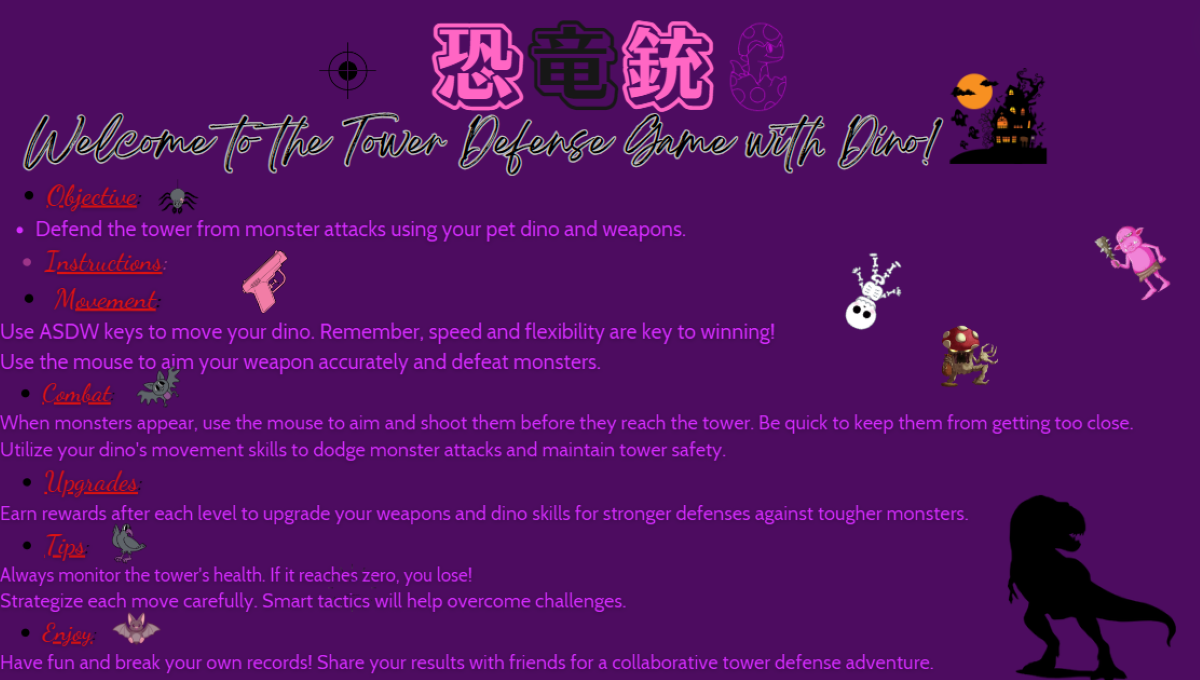 恐竜銃
Welcome to the Tower Defense Game with Dino!
Objective:
Defend the tower from monster attacks using your pet dino and weapons.
Instructions:
Movement:
Use ASDW keys to move your dino. Remember, speed and flexibility are key to winning!
Use the mouse to aim your weapon accurately and defeat monsters.
Combat:
When monsters appear, use the mouse to aim and shoot them before they reach the tower. Be quick to keep them from getting too close.
Utilize your dino's movement skills to dodge monster attacks and maintain tower safety.
Upgrades:
Earn rewards after each level to upgrade your weapons and dino skills for stronger defenses against tougher monsters.
Tips:
Always monitor the tower's health. If it reaches zero, you lose!
Strategize each move carefully. Smart tactics will help overcome challenges.
Enjoy:
Have fun and break your own records! Share your results with friends for a collaborative tower defense adventure.